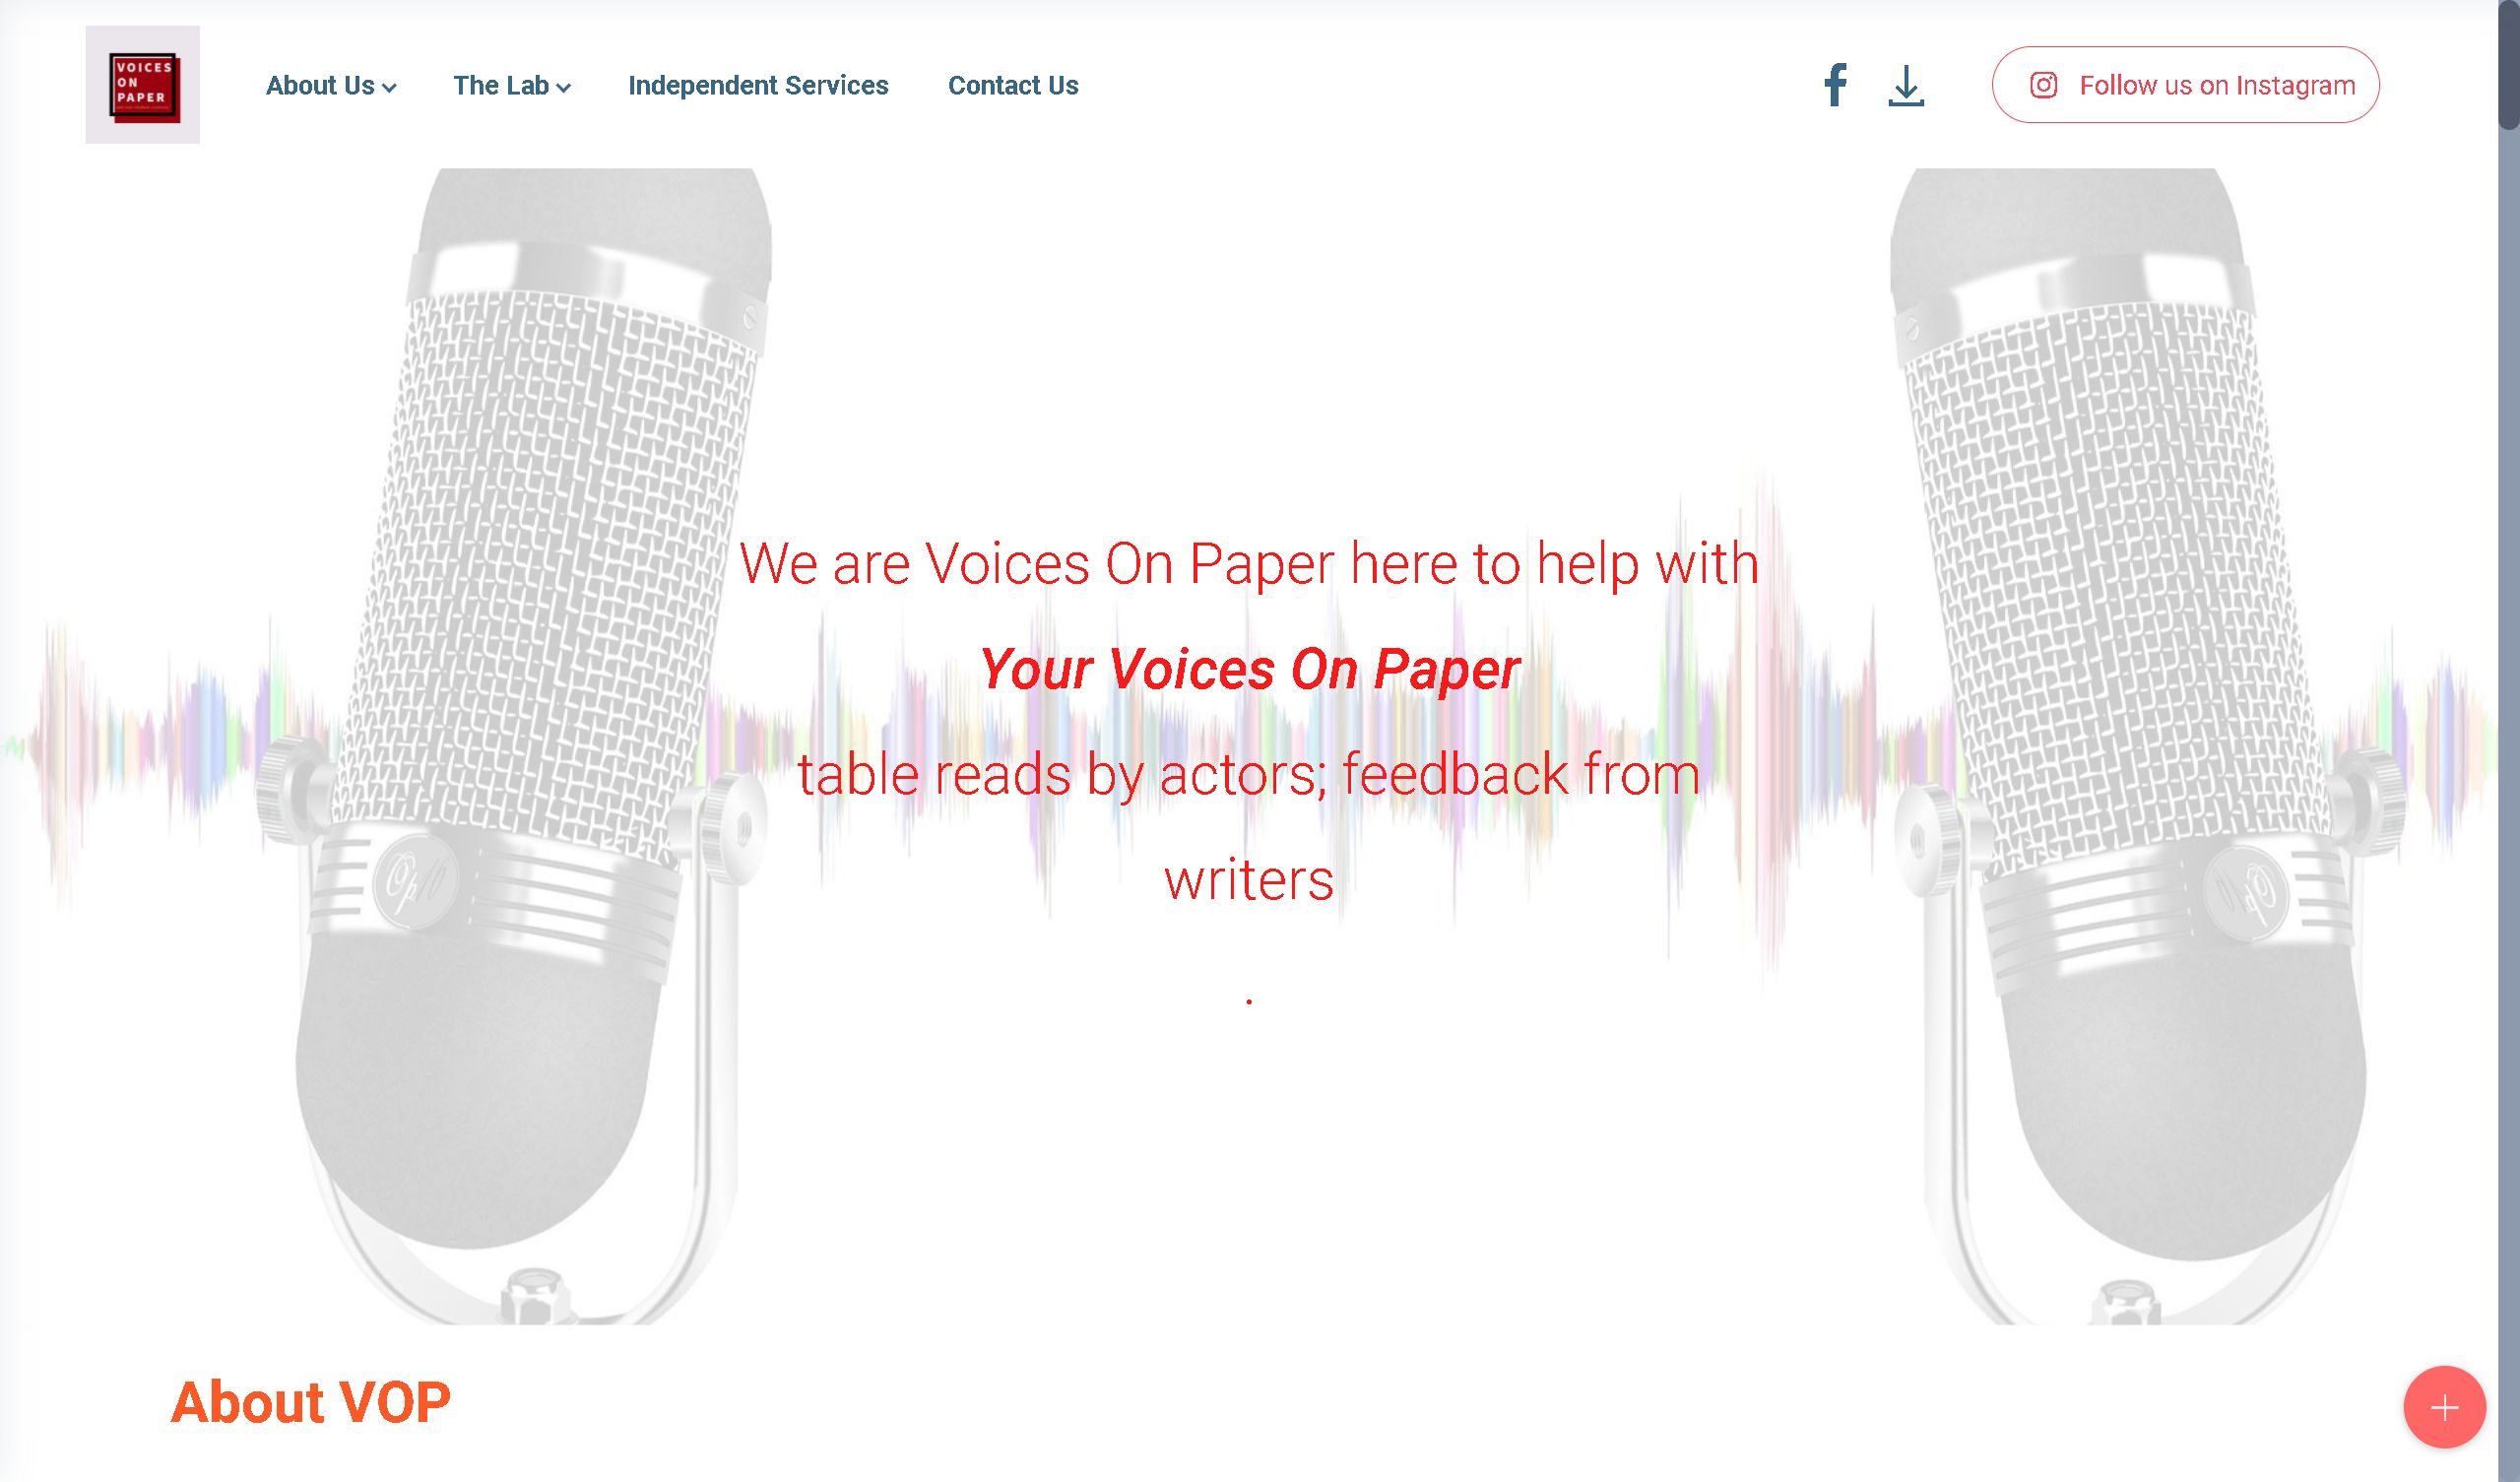 VOICES
ON
PAPER
About Us
The Lab
Independent Services
Contact Us
Follow us on Instagram
We are Voices On Paper here to help with
Your Voices On Paper
table reads by actors; feedback from
writers
.
About VOP